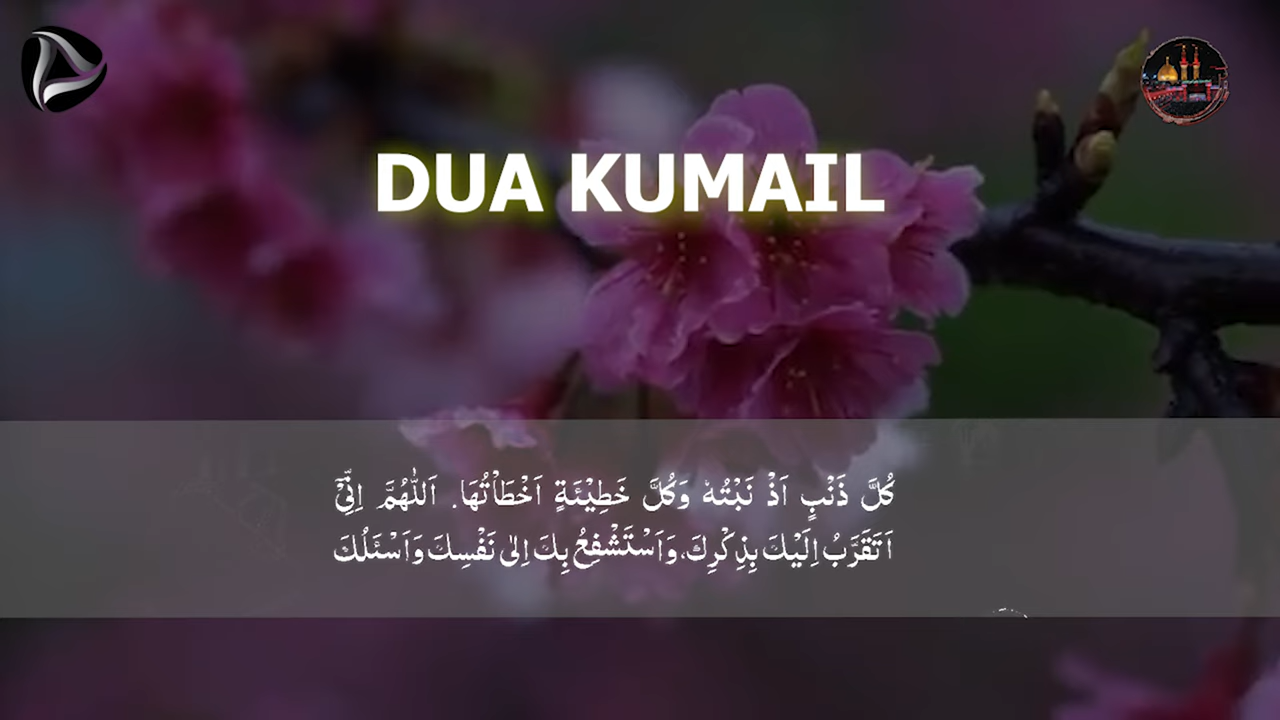 DUA KUMAIL
كُلَّ ذَنْبٍ اَذْ نَبْتُهٗ وَكُلَّ خَطِيْئَةٍ اَخْطَاْتُهَا. اَللّٰهُمَّ اِنِّىْٓ
اَتَقَرَّبُ اِلَيْكَ بِذِكْرِكَ، وَاَسْتَشْفِعُ بِكَ اِلٰى نَفْسِكَ وَاَسْئَلُكَ